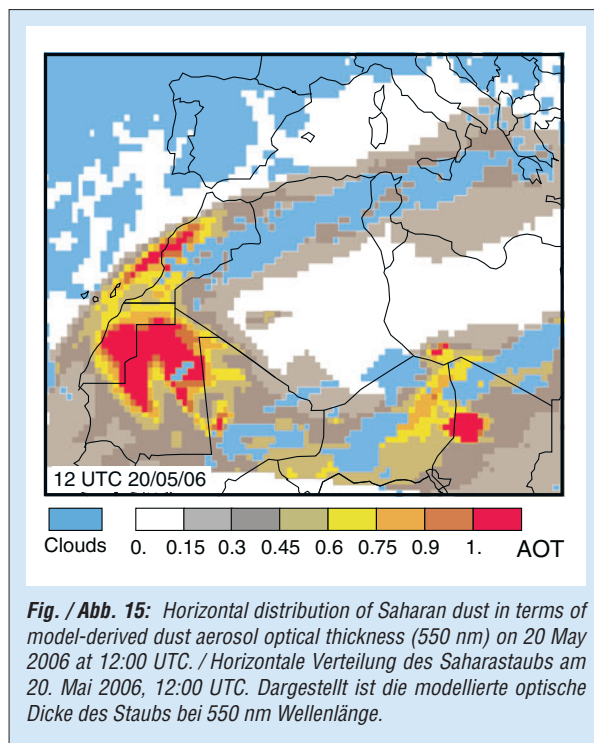 12 UTC 20/05/06
Clouds 0. 0.15 0.3 0.45 0.6 0.75 0.9 1. AOT
Fig. / Abb. 15: Horizontal distribution of Saharan dust in terms of
model-derived dust aerosol optical thickness (550 nm) on 20 May
2006 at 12:00 UTC. / Horizontale Verteilung des Saharastaubs am
20. Mai 2006, 12:00 UTC. Dargestellt ist die modellierte optische
Dicke des Staubs bei 550 nm Wellenlänge.